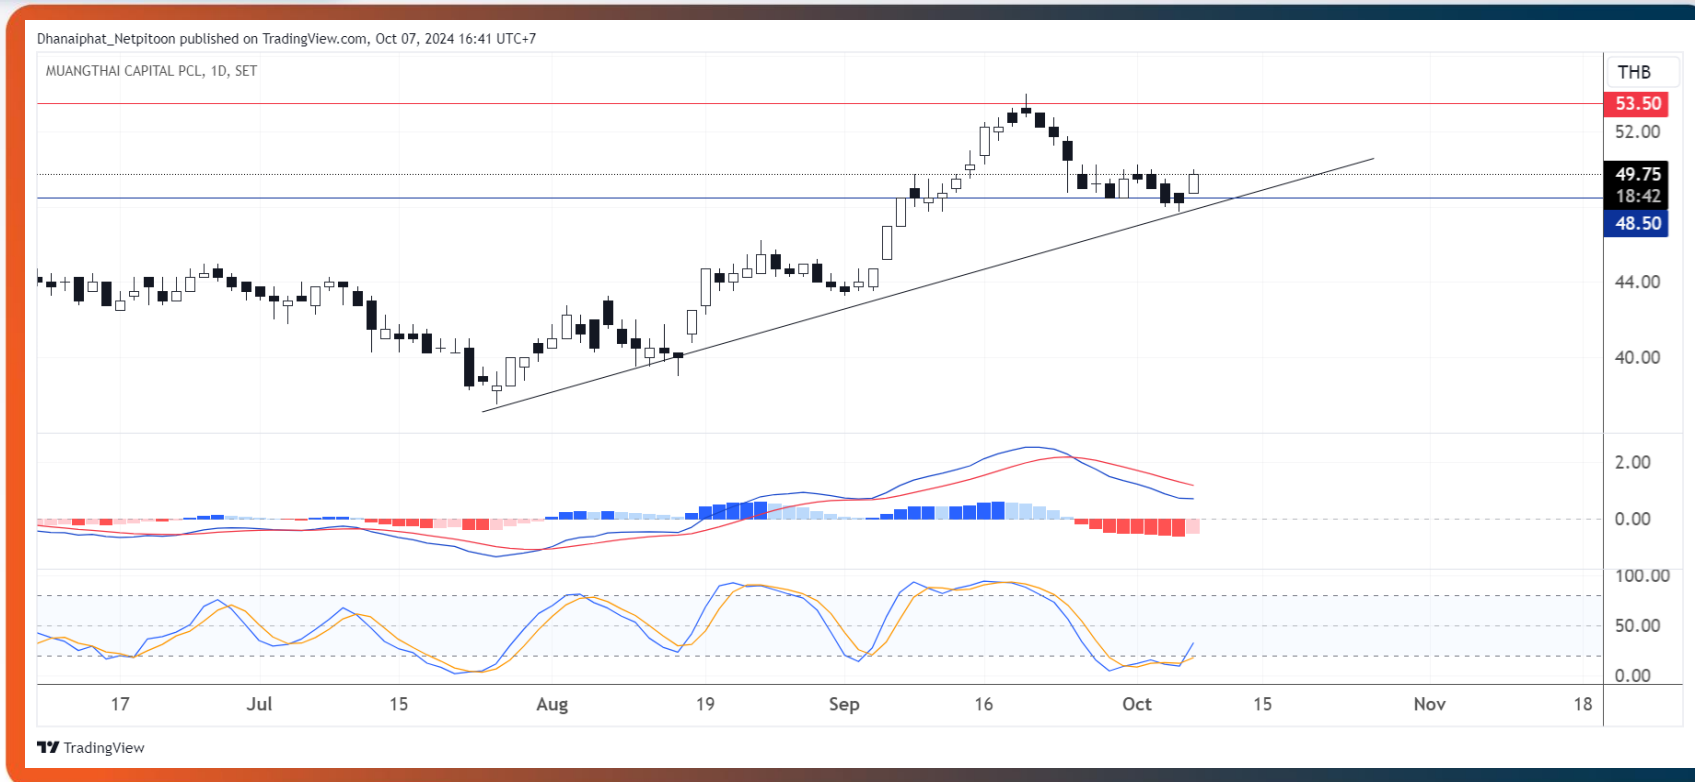 Dhanaiphat_Netpitoon published on TradingView.com, Oct 07, 2024 16:41 UTC+7
MUANGTHAI CAPITAL PCL, 1D, SET
THB
53.50
52.00
49.75
18:42
48.50
44.00
40.00
2.00
0.00
100.00
50.00
0.00
17 Jul 15 Aug 19 Sep 16 Oct 15 Nov 18
TradingView